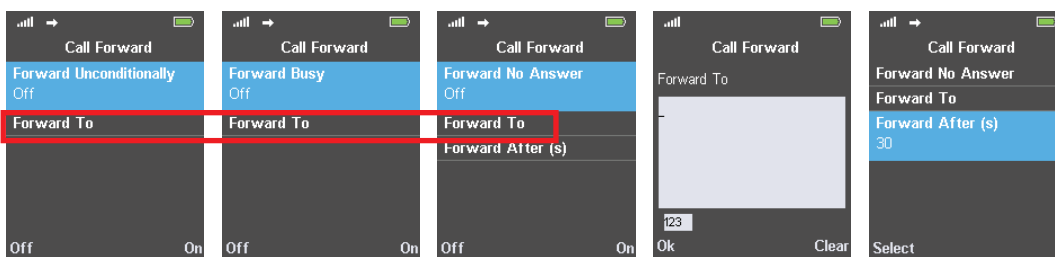 Call Forward
Forward Unconditionally
Off
Forward To
Off On
Call Forward
Forward Busy
Off
Forward To
Off On
Call Forward
Forward No Answer
Off
Forward To
Forward After (s)
Off On
Call Forward
Forward To
123
Ok Clear
Call Forward
Forward No Answer
Forward To
Forward After (s)
30
Select